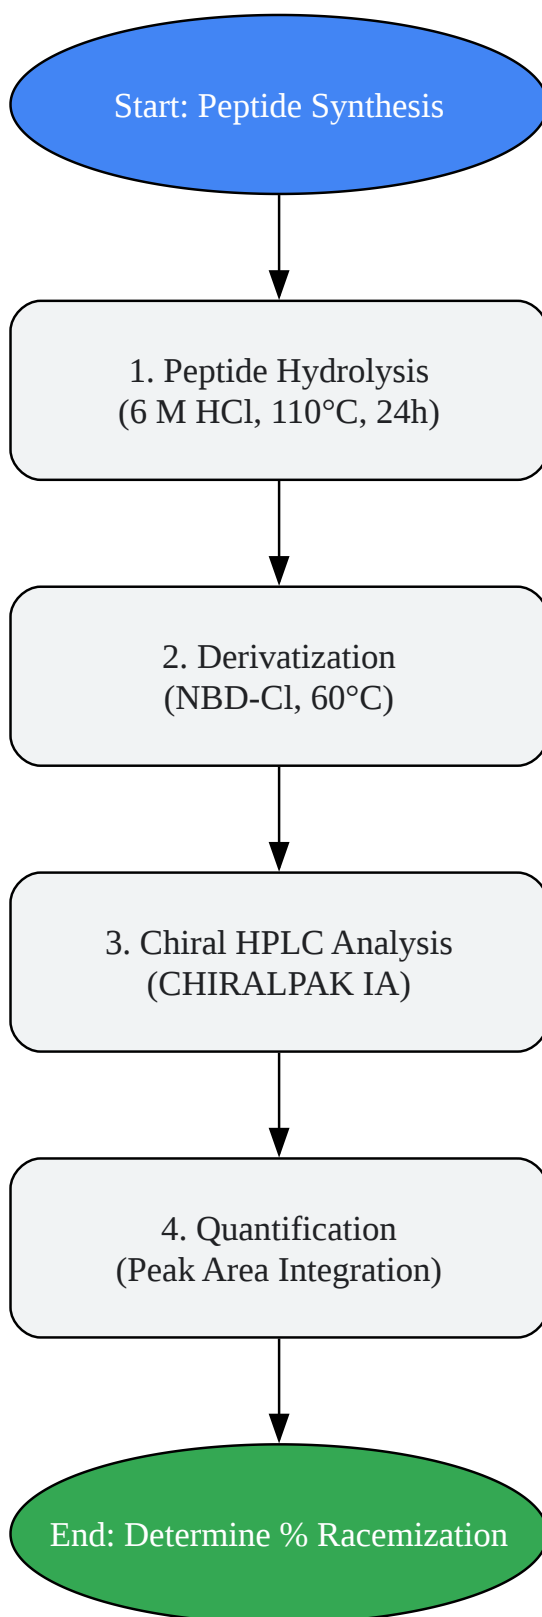 Start: Peptide Synthesis
1. Peptide Hydrolysis
(6 M HCl, 110°C, 24h)
2. Derivatization
(NBD-Cl, 60°C)
3. Chiral HPLC Analysis
(CHIRALPAK IA)
4. Quantification
(Peak Area Integration)
End: Determine % Racemization